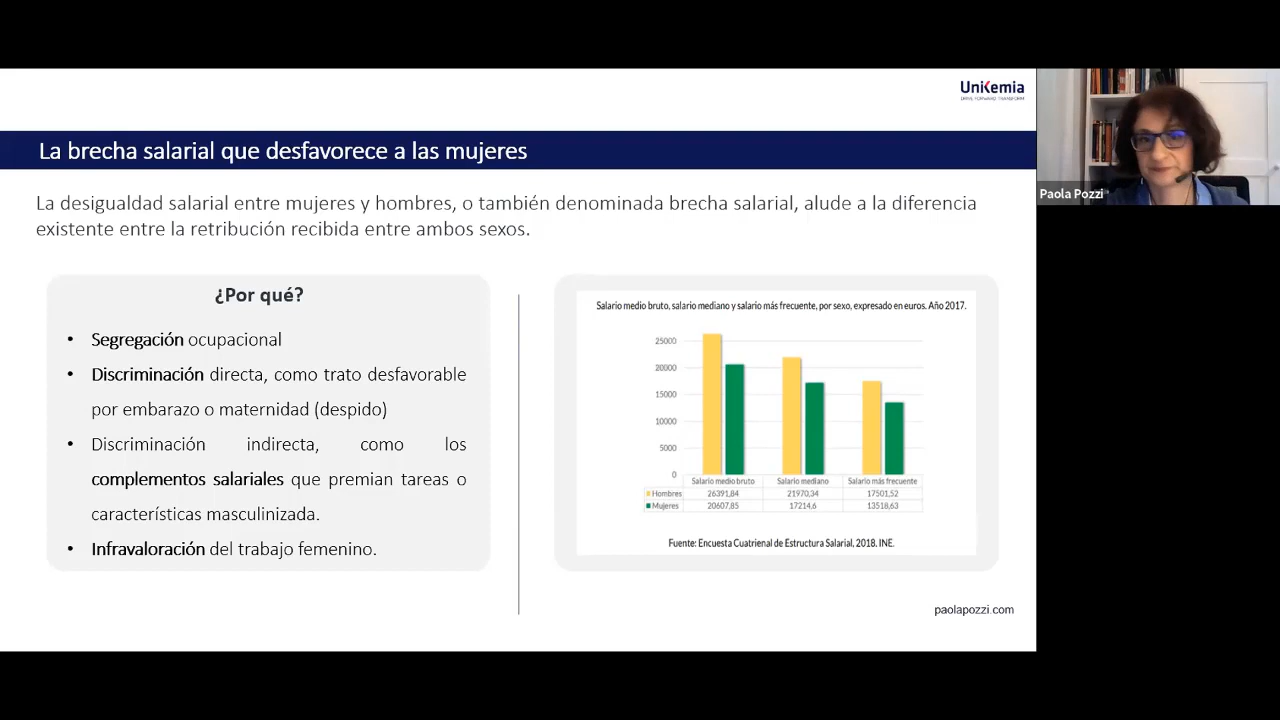 UniKemia
La brecha salarial que desfavorece a las mujeres
Paola Pozzi
La desigualdad salarial entre mujeres y hombres, o también denominada brecha salarial, alude a la diferencia
existente entre la retribución recibida entre ambos sexos.
¿Por qué?
• Segregación ocupacional
• Discriminación directa, como trato desfavorable
por embarazo o maternidad (despido)
• Discriminación indirecta, como los
complementos salariales que premian tareas o
características masculinizada.
• Infravaloración del trabajo femenino.
Salario medio bruto, salario mediano y salario más frecuente, por sexo, expresado en euros. Año 2017.
25000
20000
15000
10000
5000
0
Salario medio bruto Salario mediano Salario más frecuente
Hombres 26391,84 21970,34 17501,52
Mujeres 20607,85 17214,6 13518,63
Fuente: Encuesta Cuatrienal de Estructura Salarial, 2018. INE.
paolapozzi.com